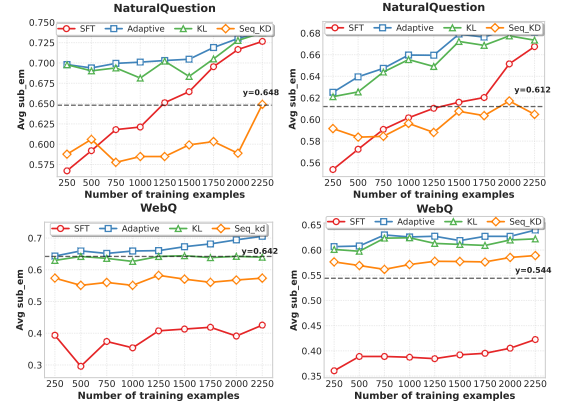 NaturalQuestion
SFT Adaptive KL Seq_KD
y=0.648
Avg sub_em
0.750
0.725
0.700
0.675
0.650
0.625
0.600
0.575
250 500 750 1000 1250 1500 1750 2000 2250
Number of training examples
NaturalQuestion
SFT Adaptive KL Seq_KD
y=0.612
Avg sub_em
0.68
0.66
0.64
0.62
0.60
0.58
0.56
250 500 750 1000 1250 1500 1750 2000 2250
Number of training examples
WebQ
SFT Adaptive KL Seq_kd
y=0.642
Avg sub_em
0.7
0.6
0.5
0.4
0.3
250 500 750 1000 1250 1500 1750 2000 2250
Number of training examples
WebQ
SFT Adaptive KL Seq_KD
y=0.544
Avg sub_em
0.65
0.60
0.55
0.50
0.45
0.40
0.35
250 500 750 1000 1250 1500 1750 2000 2250
Number of training examples